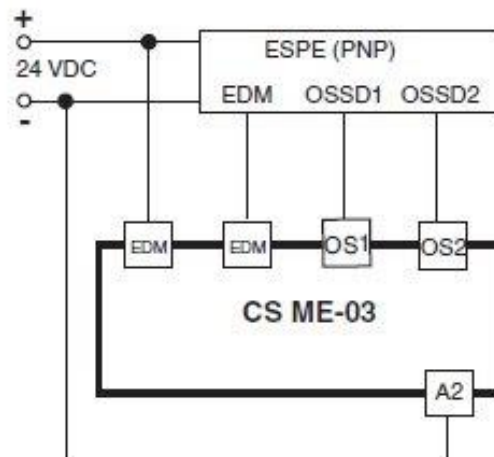 +
24 VDC
-
ESPE (PNP)
EDM OSSD1 OSSD2
EDM EDM OS1 OS2
CS ME-03
A2